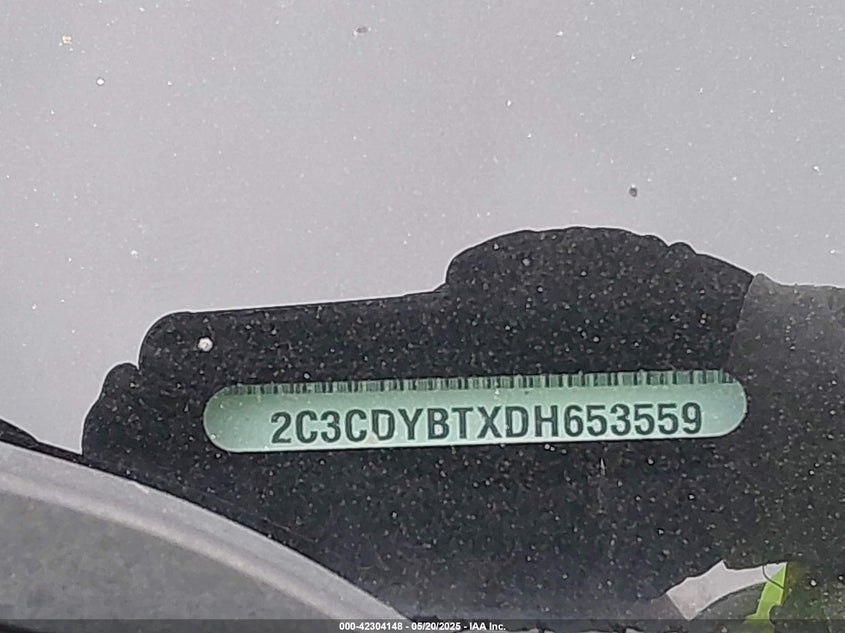 2C3CDYBTXDH653559
000-42304148 - 05/20/2025 - IAA Inc.